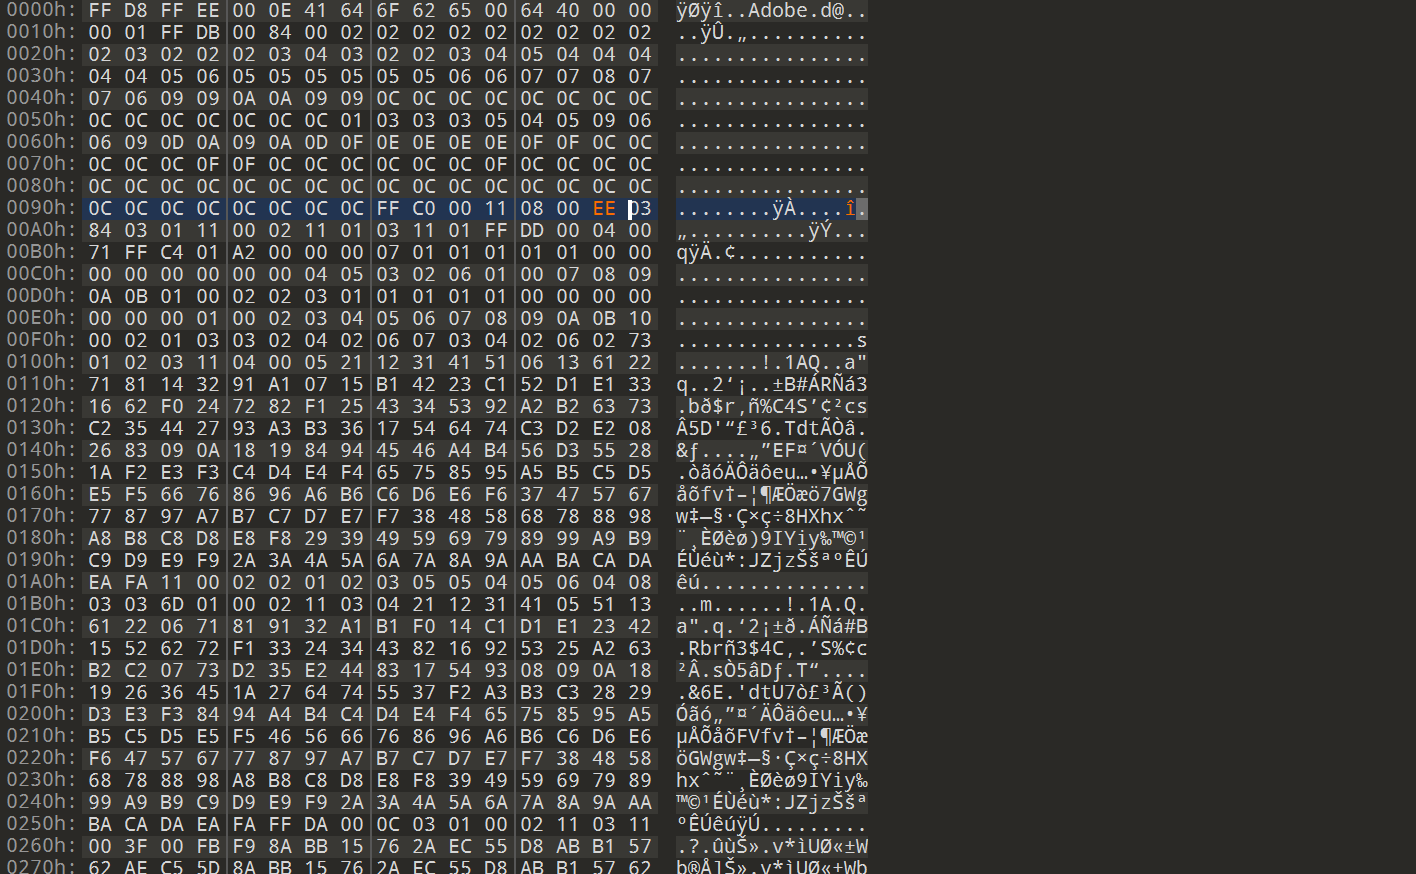 0000h: FF D8 FF EE 00 0E 41 64 6F 62 65 00 64 40 00 00 ÿØÿî..Adobe.d@..
0010h: 00 01 FF DB 00 84 00 02 02 02 02 02 02 02 02 02 ..ÿÛ.„..........
0020h: 02 03 02 02 02 03 04 03 02 02 03 04 05 04 04 04 ................
0030h: 04 04 05 06 05 05 05 05 05 05 06 06 07 07 08 07 ................
0040h: 07 06 09 09 0A 0A 09 09 0C 0C 0C 0C 0C 0C 0C 0C ................
0050h: 0C 0C 0C 0C 0C 0C 0C 01 03 03 03 05 04 05 09 06 ................
0060h: 06 09 0D 0A 09 0A 0D 0F 0E 0E 0E 0E 0F 0F 0C 0C ................
0070h: 0C 0C 0C 0F 0F 0C 0C 0C 0C 0C 0C 0F 0C 0C 0C 0C ................
0080h: 0C 0C 0C 0C 0C 0C 0C 0C 0C 0C 0C 0C 0C 0C 0C 0C ................
0090h: 0C 0C 0C 0C 0C 0C 0C 0C FF C0 00 11 08 00 EE 03 ........ÿÀ....î.
00A0h: 84 03 01 11 00 02 11 01 03 11 01 FF DD 00 04 00 „..........ÿÝ...
00B0h: 71 FF C4 01 A2 00 00 00 07 01 01 01 01 01 00 00 qÿÄ.¢...........
00C0h: 00 00 00 00 00 00 04 05 03 02 06 01 00 07 08 09 ................
00D0h: 0A 0B 01 00 02 02 03 01 01 01 01 01 00 00 00 00 ................
00E0h: 00 00 00 01 00 02 03 04 05 06 07 08 09 0A 0B 10 ................
00F0h: 00 02 01 03 03 02 04 02 06 07 03 04 02 06 02 73 ...............s
0100h: 01 02 03 11 04 00 05 21 12 31 41 51 06 13 61 22 .......!.1AQ..a"
0110h: 71 81 14 32 91 A1 07 15 B1 42 23 C1 52 D1 E1 33 q..2‘¡..±B#ÁRÑá3
0120h: 16 62 F0 24 72 82 F1 25 43 34 53 92 A2 B2 63 73 .bð$r‚ñ%C4S’¢²cs
0130h: C2 35 44 27 93 A3 B3 36 17 54 64 74 C3 D2 E2 08 Â5D'“£³6.TdtÃÒâ.
0140h: 26 83 09 0A 18 19 84 94 45 46 A4 B4 56 D3 55 28 &ƒ....„”EF¤´VÓU(
0150h: 1A F2 E3 F3 C4 D4 E4 F4 65 75 85 95 A5 B5 C5 D5 .òãóÄÔäôeu…•¥µÅÕ
0160h: E5 F5 66 76 86 96 A6 B6 C6 D6 E6 F6 37 47 57 67 åõfv†–¦¶ÆÖæö7GWg
0170h: 77 87 97 A7 B7 C7 D7 E7 F7 38 48 58 68 78 88 98 w‡—§·Ç×ç÷8HXhxˆ˜
0180h: A8 B8 C8 D8 E8 F8 29 39 49 59 69 79 89 99 A9 B9 ¨¸ÈØèø)9IYiy‰™©¹
0190h: C9 D9 E9 F9 2A 3A 4A 5A 6A 7A 8A 9A AA BA CA DA ÉÙéù*:JZjzŠšªºÊÚ
01A0h: EA FA 11 00 02 02 01 02 03 05 05 04 05 06 04 08 êú..............
01B0h: 03 03 6D 01 00 02 11 03 04 21 12 31 41 05 51 13 ..m......!.1A.Q.
01C0h: 61 22 06 71 81 91 32 A1 B1 F0 14 C1 D1 E1 23 42 a".q.‘2¡±ð.ÁÑá#B
01D0h: 15 52 62 72 F1 33 24 34 43 82 16 92 53 25 A2 63 .Rbrñ3$4C‚.’S%¢c
01E0h: B2 C2 07 73 D2 35 E2 44 83 17 54 93 08 09 0A 18 ²Â.sÒ5âDƒ.T“....
01F0h: 19 26 36 45 1A 27 64 74 55 37 F2 A3 B3 C3 28 29 .&6E.'dtU7ò£³Ã()
0200h: D3 E3 F3 84 94 A4 B4 C4 D4 E4 F4 65 75 85 95 A5 Óãó„”¤´ÄÔäôeu…•¥
0210h: B5 C5 D5 E5 F5 46 56 66 76 86 96 A6 B6 C6 D6 E6 µÅÕåõFVfv†–¦¶ÆÖæ
0220h: F6 47 57 67 77 87 97 A7 B7 C7 D7 E7 F7 38 48 58 öGWgw‡—§·Ç×ç÷8HX
0230h: 68 78 88 98 A8 B8 C8 D8 E8 F8 39 49 59 69 79 89 hxˆ˜¨¸ÈØèø9IYiy‰
0240h: 99 A9 B9 C9 D9 E9 F9 2A 3A 4A 5A 6A 7A 8A 9A AA ™©¹ÉÙéù*:JZjzŠšª
0250h: BA CA DA EA FA FF DA 00 0C 03 01 00 02 11 03 11 ºÊÚêúÿÚ.........
0260h: 00 3F 00 FB F9 8A BB 15 76 2A EC 55 D8 AB B1 57 .?.ûùŠ».v*ìUØ«±W
0270h: 62 AE C5 5D 8A BB 15 76 2A EC 55 D8 AB B1 57 62 b®Å]Š».v*ìUØ«±Wb